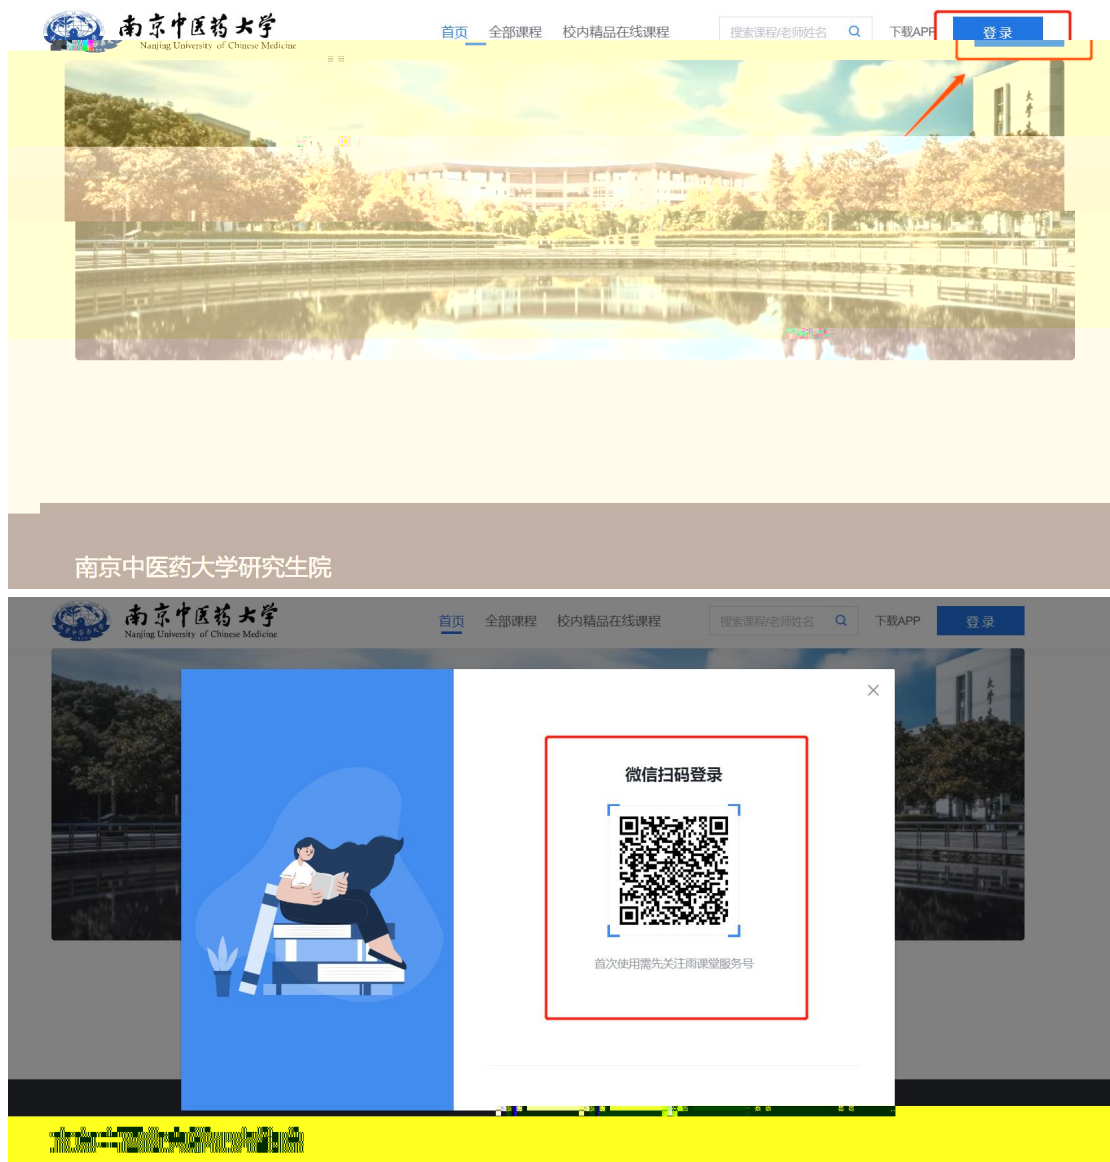 南京中医药大学
Nanjing University of Chinese Medicine
首页 全部课程 校内精品在线课程 搜索课程/老师姓名 下载APP 登录
南京中医药大学研究生院
南京中医药大学
Nanjing University of Chinese Medicine
首页 全部课程 校内精品在线课程 搜索课程/老师姓名 下载APP 登录
微信扫码登录
首次使用需先关注雨课堂服务号